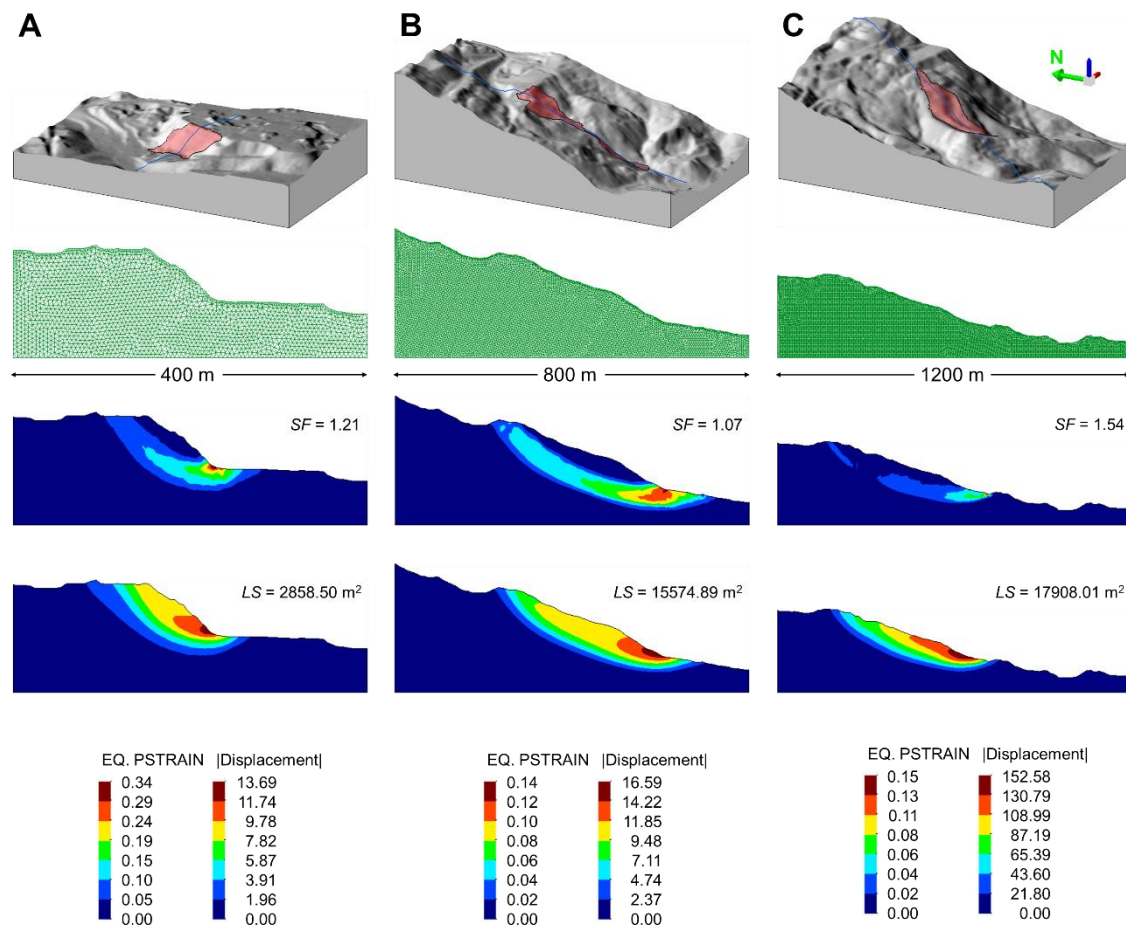 A
B
C
N
400 m
800 m
1200 m
SF = 1.21
SF = 1.07
SF = 1.54
LS = 2858.50 m²
LS = 15574.89 m²
LS = 17908.01 m²
EQ. PSTRAIN |Displacement|
0.34 13.69
0.29 11.74
0.24 9.78
0.19 7.82
0.15 5.87
0.10 3.91
0.05 1.96
0.00 0.00
EQ. PSTRAIN |Displacement|
0.14 16.59
0.12 14.22
0.10 11.85
0.08 9.48
0.06 7.11
0.04 4.74
0.02 2.37
0.00 0.00
EQ. PSTRAIN |Displacement|
0.15 152.58
0.13 130.79
0.11 108.99
0.08 87.19
0.06 65.39
0.04 43.60
0.02 21.80
0.00 0.00